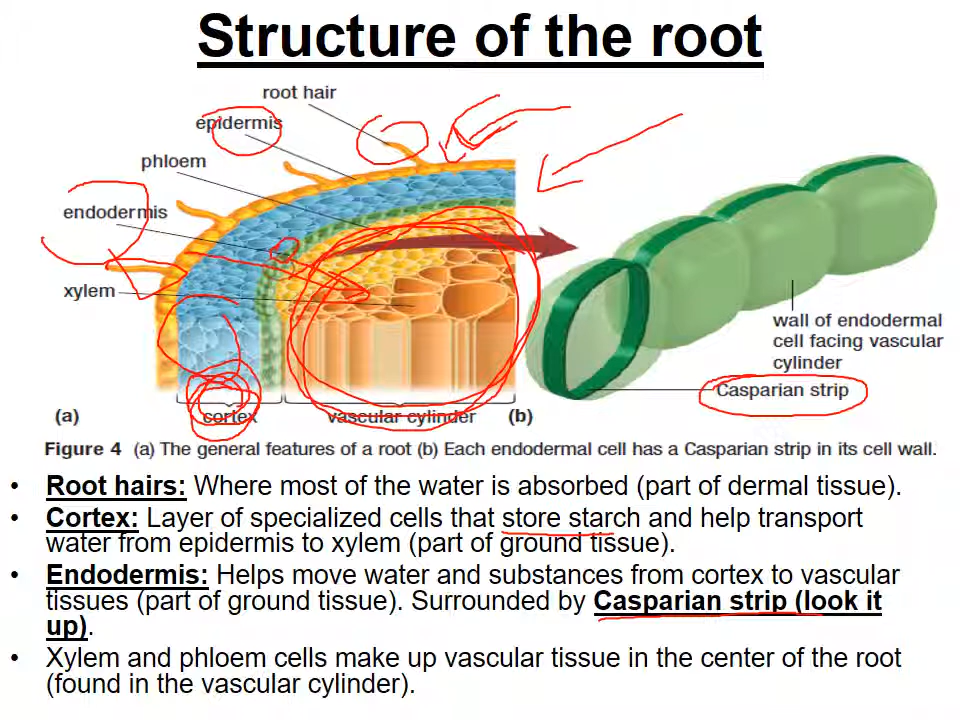 Structure of the root
root hair
epidermis
phloem
endodermis
xylem
wall of endodermal
cell facing vascular
cylinder
Casparian strip
(a)
cortex
vascular cylinder
(b)
Figure 4 (a) The general features of a root (b) Each endodermal cell has a Casparian strip in its cell wall.
• Root hairs: Where most of the water is absorbed (part of dermal tissue).
• Cortex: Layer of specialized cells that store starch and help transport
water from epidermis to xylem (part of ground tissue).
• Endodermis: Helps move water and substances from cortex to vascular
tissues (part of ground tissue). Surrounded by Casparian strip (look it
up).
• Xylem and phloem cells make up vascular tissue in the center of the root
(found in the vascular cylinder).